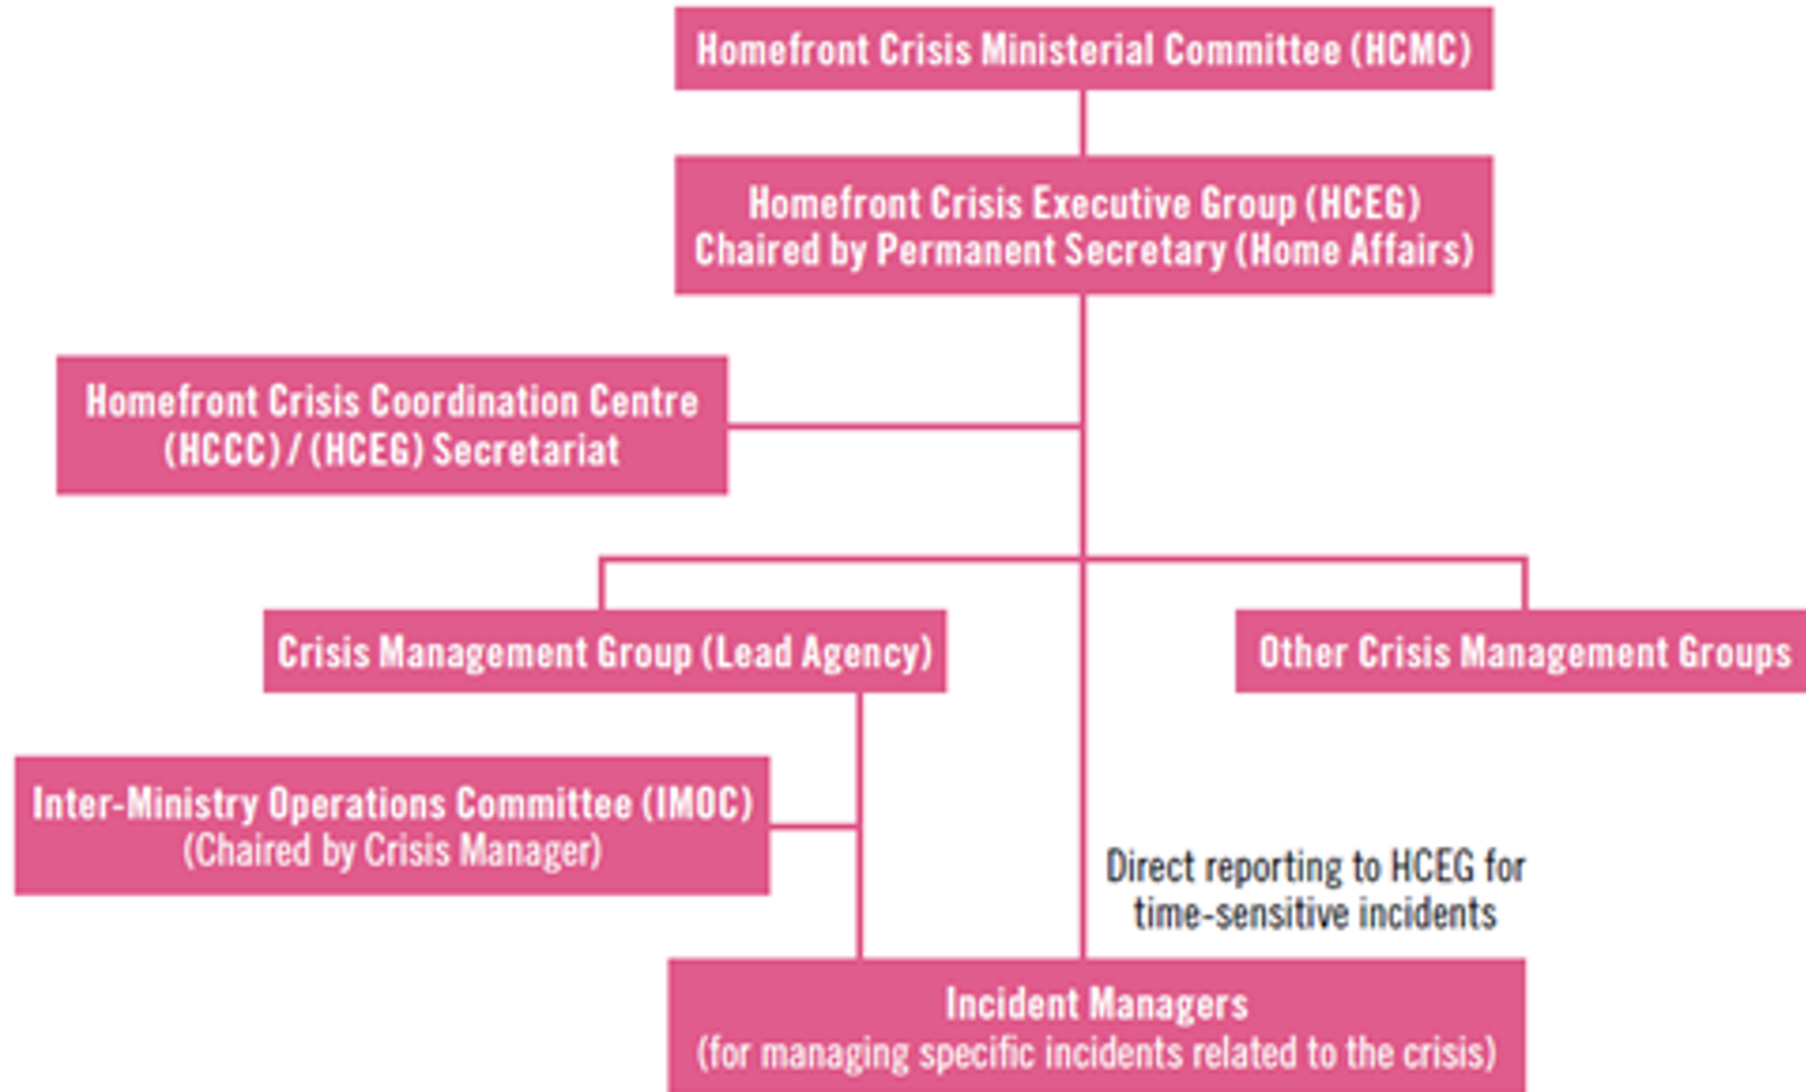 Homefront Crisis Ministerial Committee (HCMC)
Homefront Crisis Executive Group (HCEG)
Chaired by Permanent Secretary (Home Affairs)
Homefront Crisis Coordination Centre
(HCCC) / (HCEG) Secretariat
Crisis Management Group (Lead Agency)
Other Crisis Management Groups
Inter-Ministry Operations Committee (IMOC)
(Chaired by Crisis Manager)
Direct reporting to HCEG for
time-sensitive incidents
Incident Managers
(for managing specific incidents related to the crisis)